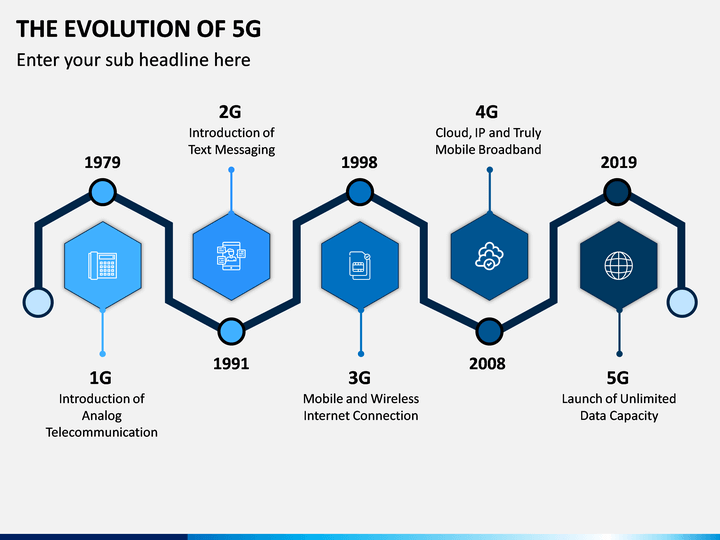 THE EVOLUTION OF 5G
Enter your sub headline here
1979
1G
Introduction of
Analog
Telecommunication
2G
Introduction of
Text Messaging
1991
1998
3G
Mobile and Wireless
Internet Connection
4G
Cloud, IP and Truly
Mobile Broadband
2008
2019
5G
Launch of Unlimited
Data Capacity